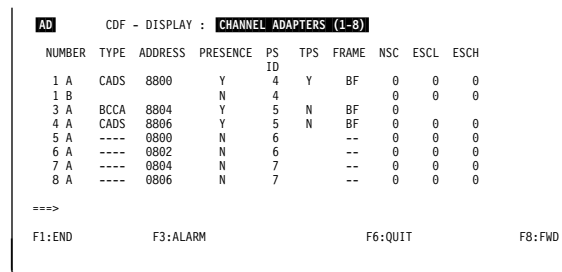 AD CDF - DISPLAY : CHANNEL ADAPTERS (1-8)
NUMBER TYPE ADDRESS PRESENCE PS TPS FRAME NSC ESCL ESCH
ID
1 A CADS 8800 Y 4 Y BF 0 0 0
1 B N 4 0 0 0
3 A BCCA 8804 Y 5 N BF 0
4 A CADS 8806 Y 5 N BF 0 0 0
5 A ---- 0800 N 6 -- 0 0 0
6 A ---- 0802 N 6 -- 0 0 0
7 A ---- 0804 N 7 -- 0 0 0
8 A ---- 0806 N 7 -- 0 0 0
===>
F1:END F3:ALARM F6:QUIT F8:FWD